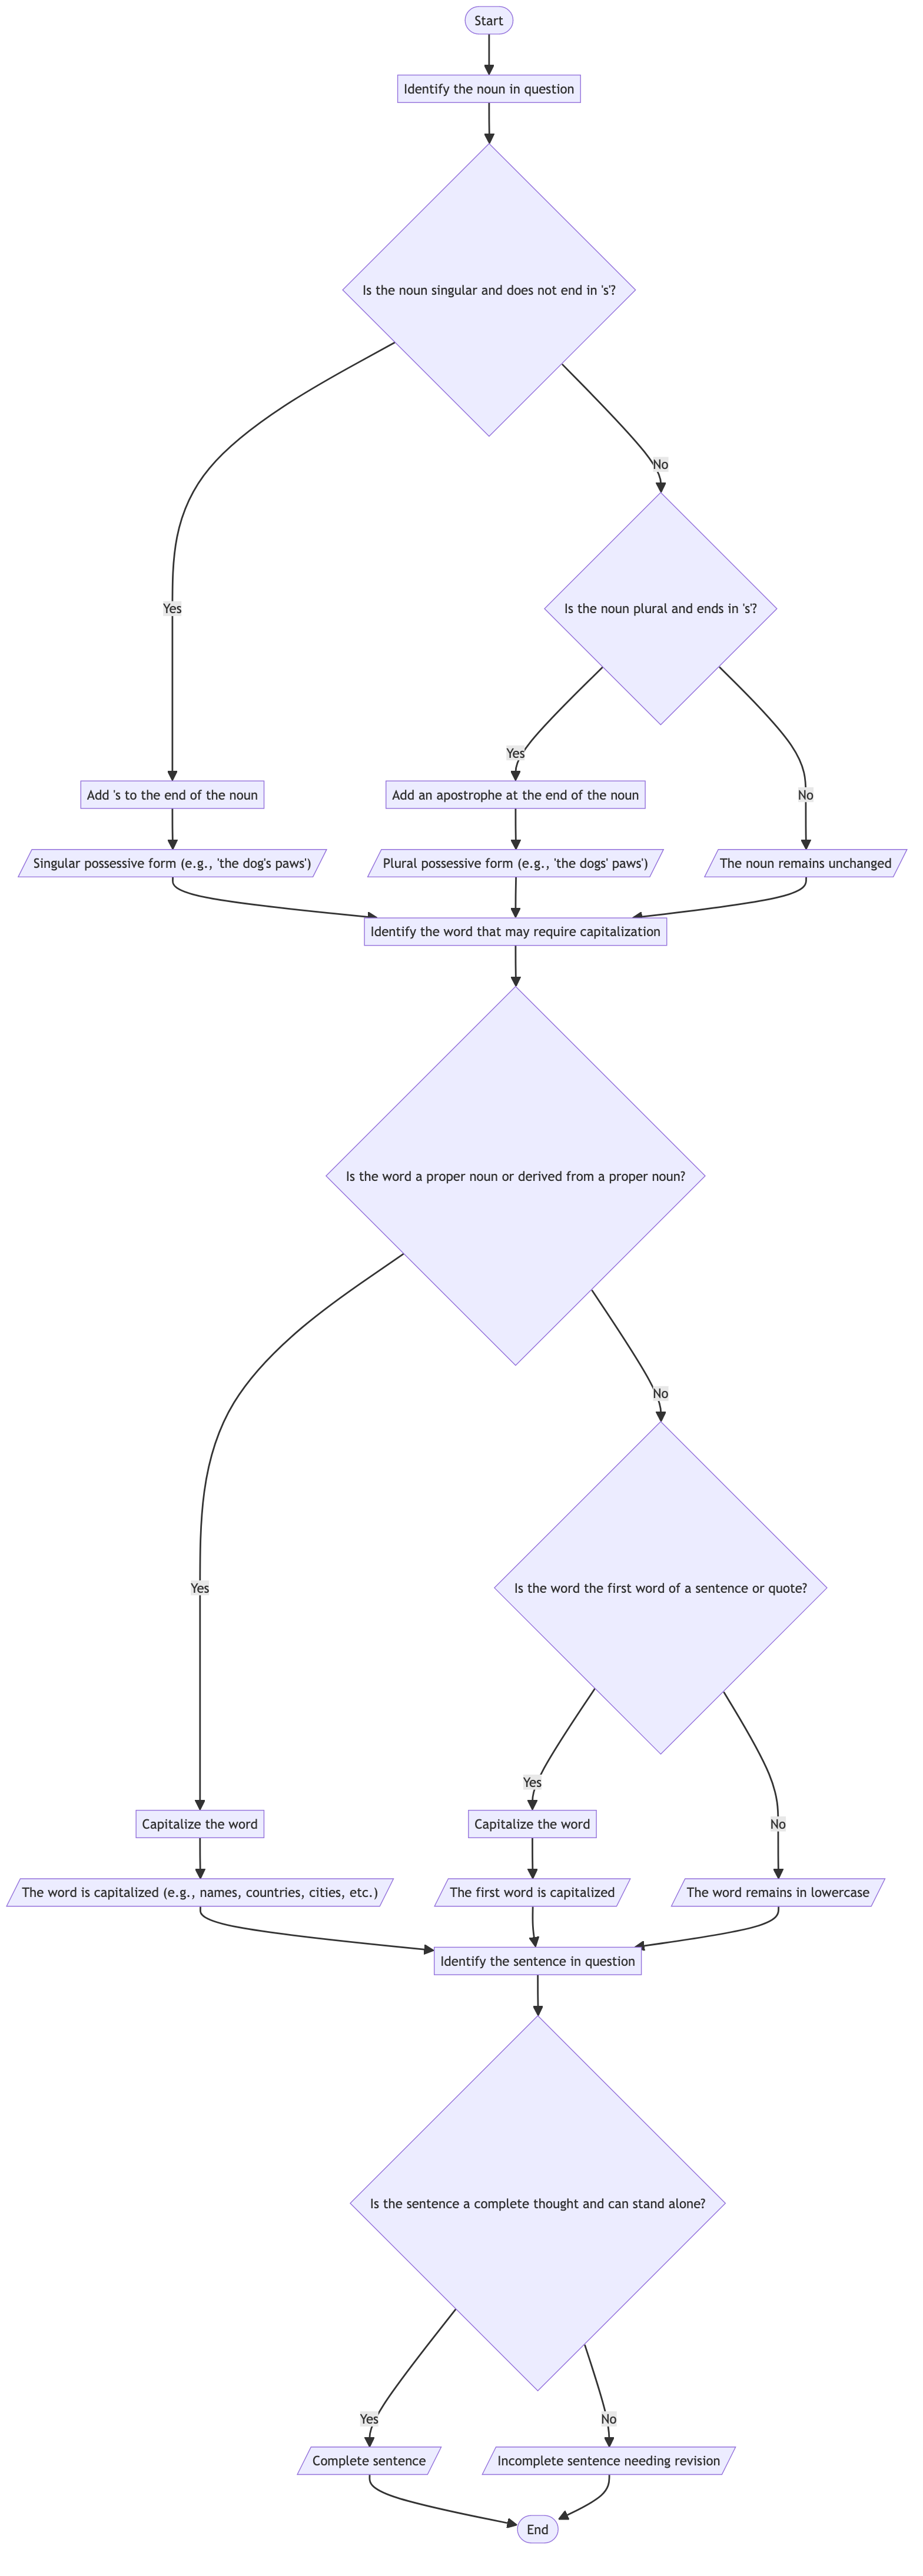 Start
Identify the noun in question
Is the noun singular and does not end in 's'?
No
Is the noun plural and ends in 's'?
Yes
Yes
No
Add 's to the end of the noun
Add an apostrophe at the end of the noun
Singular possessive form (e.g., 'the dog's paws')
Plural possessive form (e.g., 'the dogs' paws')
The noun remains unchanged
Identify the word that may require capitalization
Is the word a proper noun or derived from a proper noun?
No
Yes
Is the word the first word of a sentence or quote?
Yes
No
Capitalize the word
Capitalize the word
The word is capitalized (e.g., names, countries, cities, etc.)
The first word is capitalized
The word remains in lowercase
Identify the sentence in question
Is the sentence a complete thought and can stand alone?
Yes
No
Complete sentence
Incomplete sentence needing revision
End